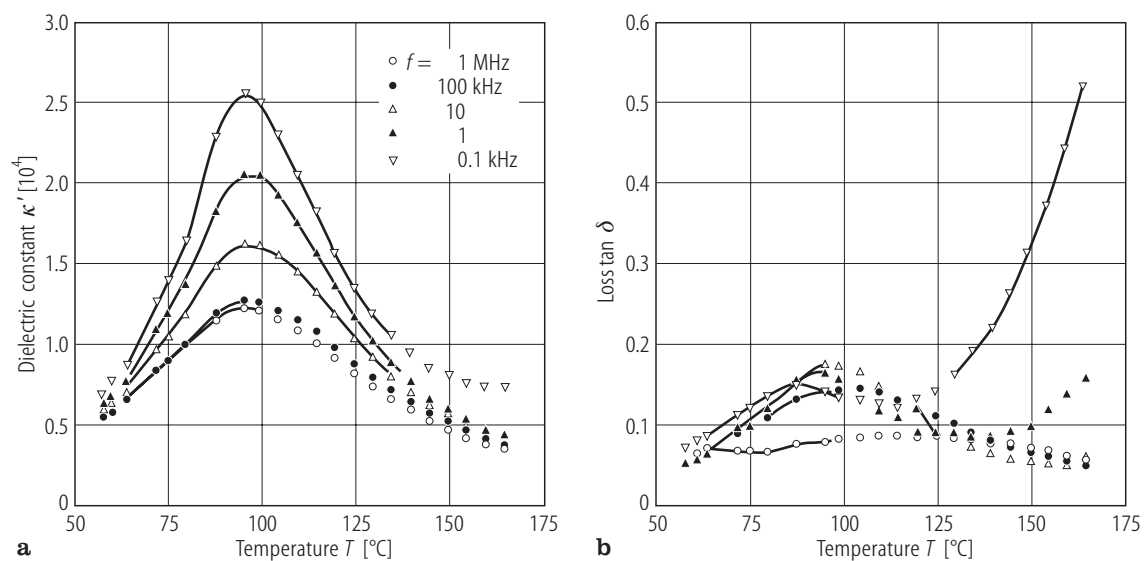 3.0
2.5
2.0
1.5
1.0
0.5
0
Dielectric constant κ′ [10⁴]
f = 1 MHz
100 kHz
10
1
0.1 kHz
50 75 100 125 150 175
a
Temperature T [°C]
0.6
0.5
0.4
0.3
0.2
0.1
0
Loss tan δ
50 75 100 125 150 175
b
Temperature T [°C]